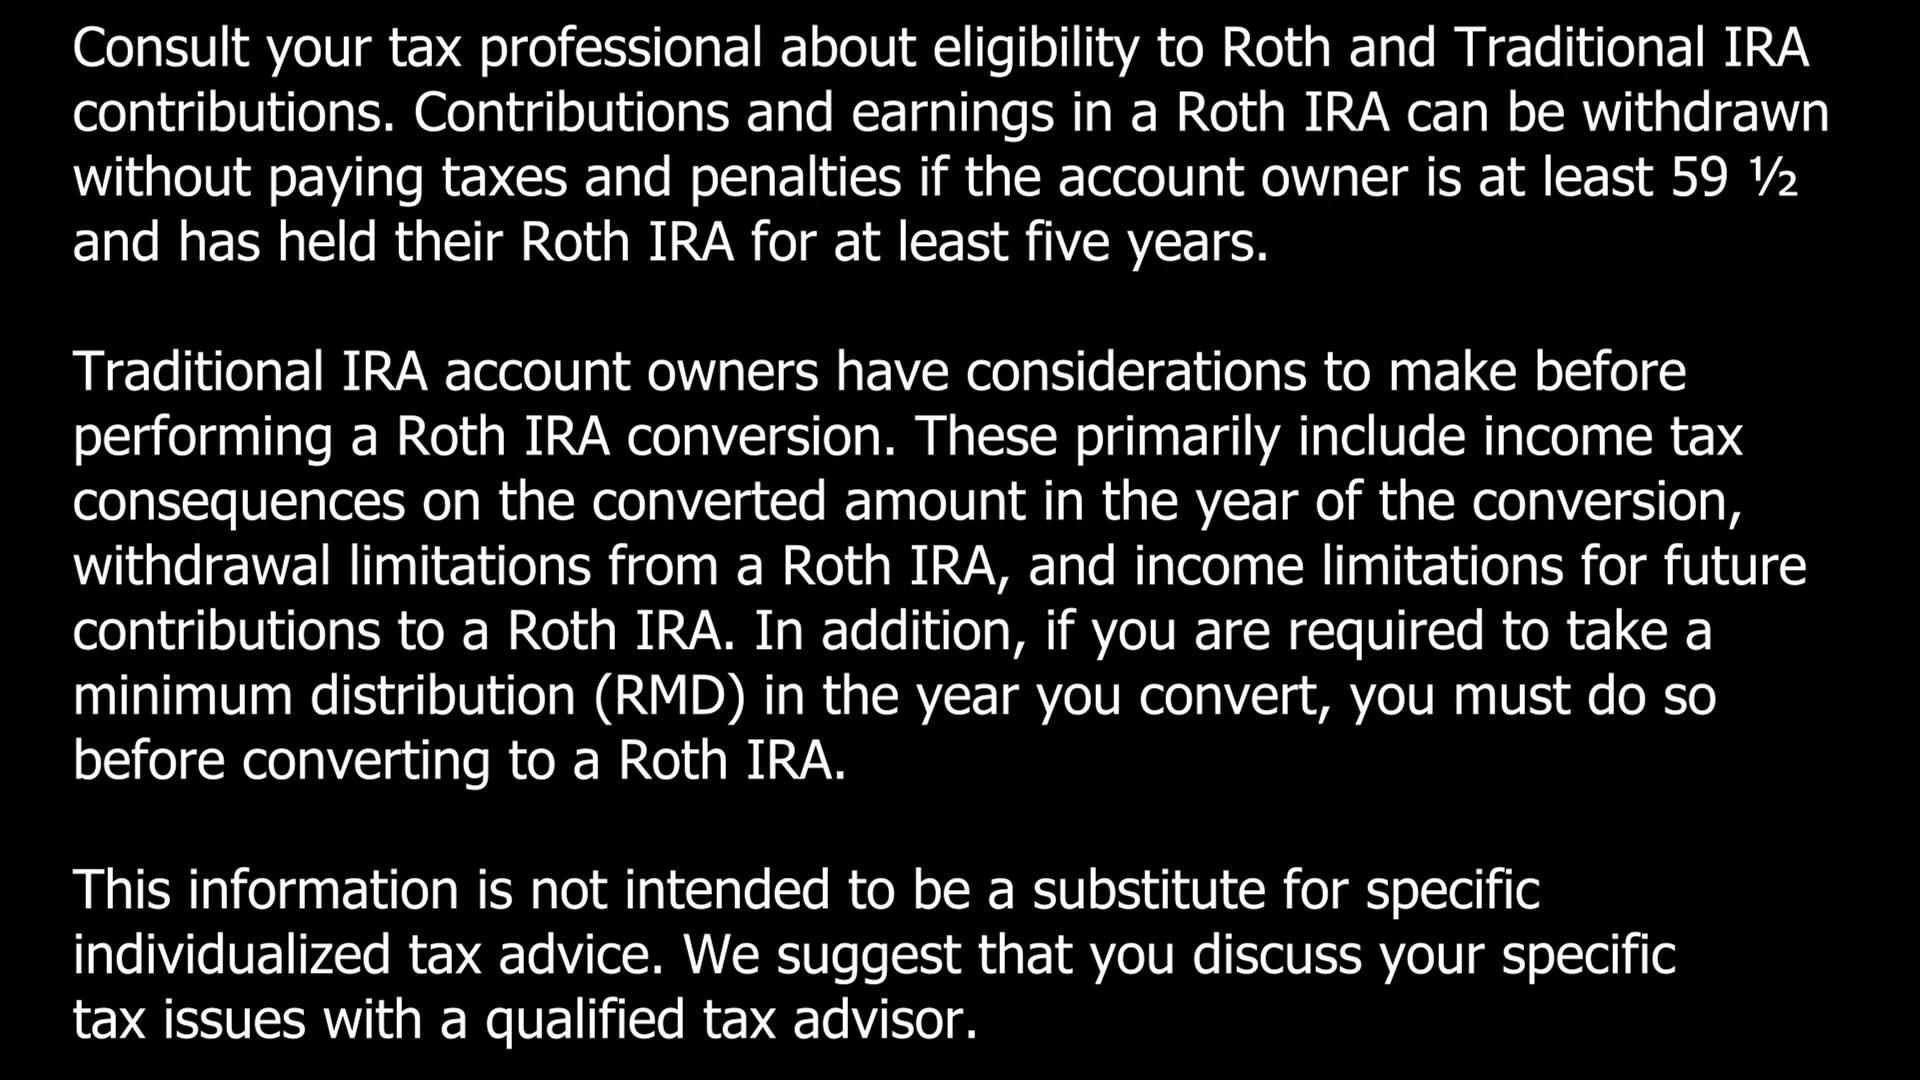 Consult your tax professional about eligibility to Roth and Traditional IRA
contributions. Contributions and earnings in a Roth IRA can be withdrawn
without paying taxes and penalties if the account owner is at least 59 ½
and has held their Roth IRA for at least five years.
Traditional IRA account owners have considerations to make before
performing a Roth IRA conversion. These primarily include income tax
consequences on the converted amount in the year of the conversion,
withdrawal limitations from a Roth IRA, and income limitations for future
contributions to a Roth IRA. In addition, if you are required to take a
minimum distribution (RMD) in the year you convert, you must do so
before converting to a Roth IRA.
This information is not intended to be a substitute for specific
individualized tax advice. We suggest that you discuss your specific
tax issues with a qualified tax advisor.